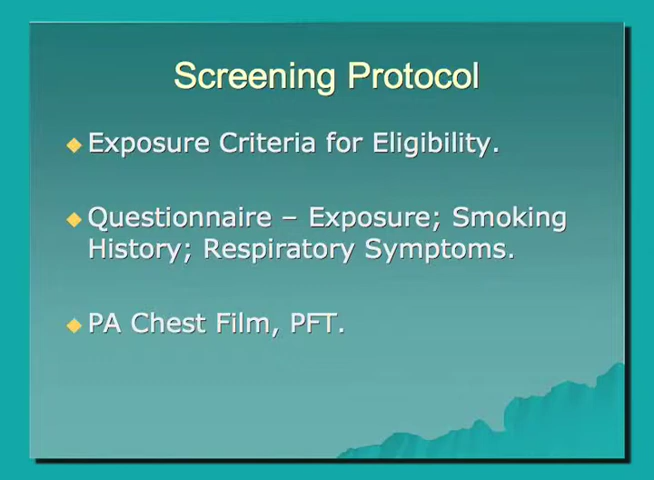 Screening Protocol
Exposure Criteria for Eligibility.
Questionnaire – Exposure; Smoking
History; Respiratory Symptoms.
PA Chest Film, PFT.